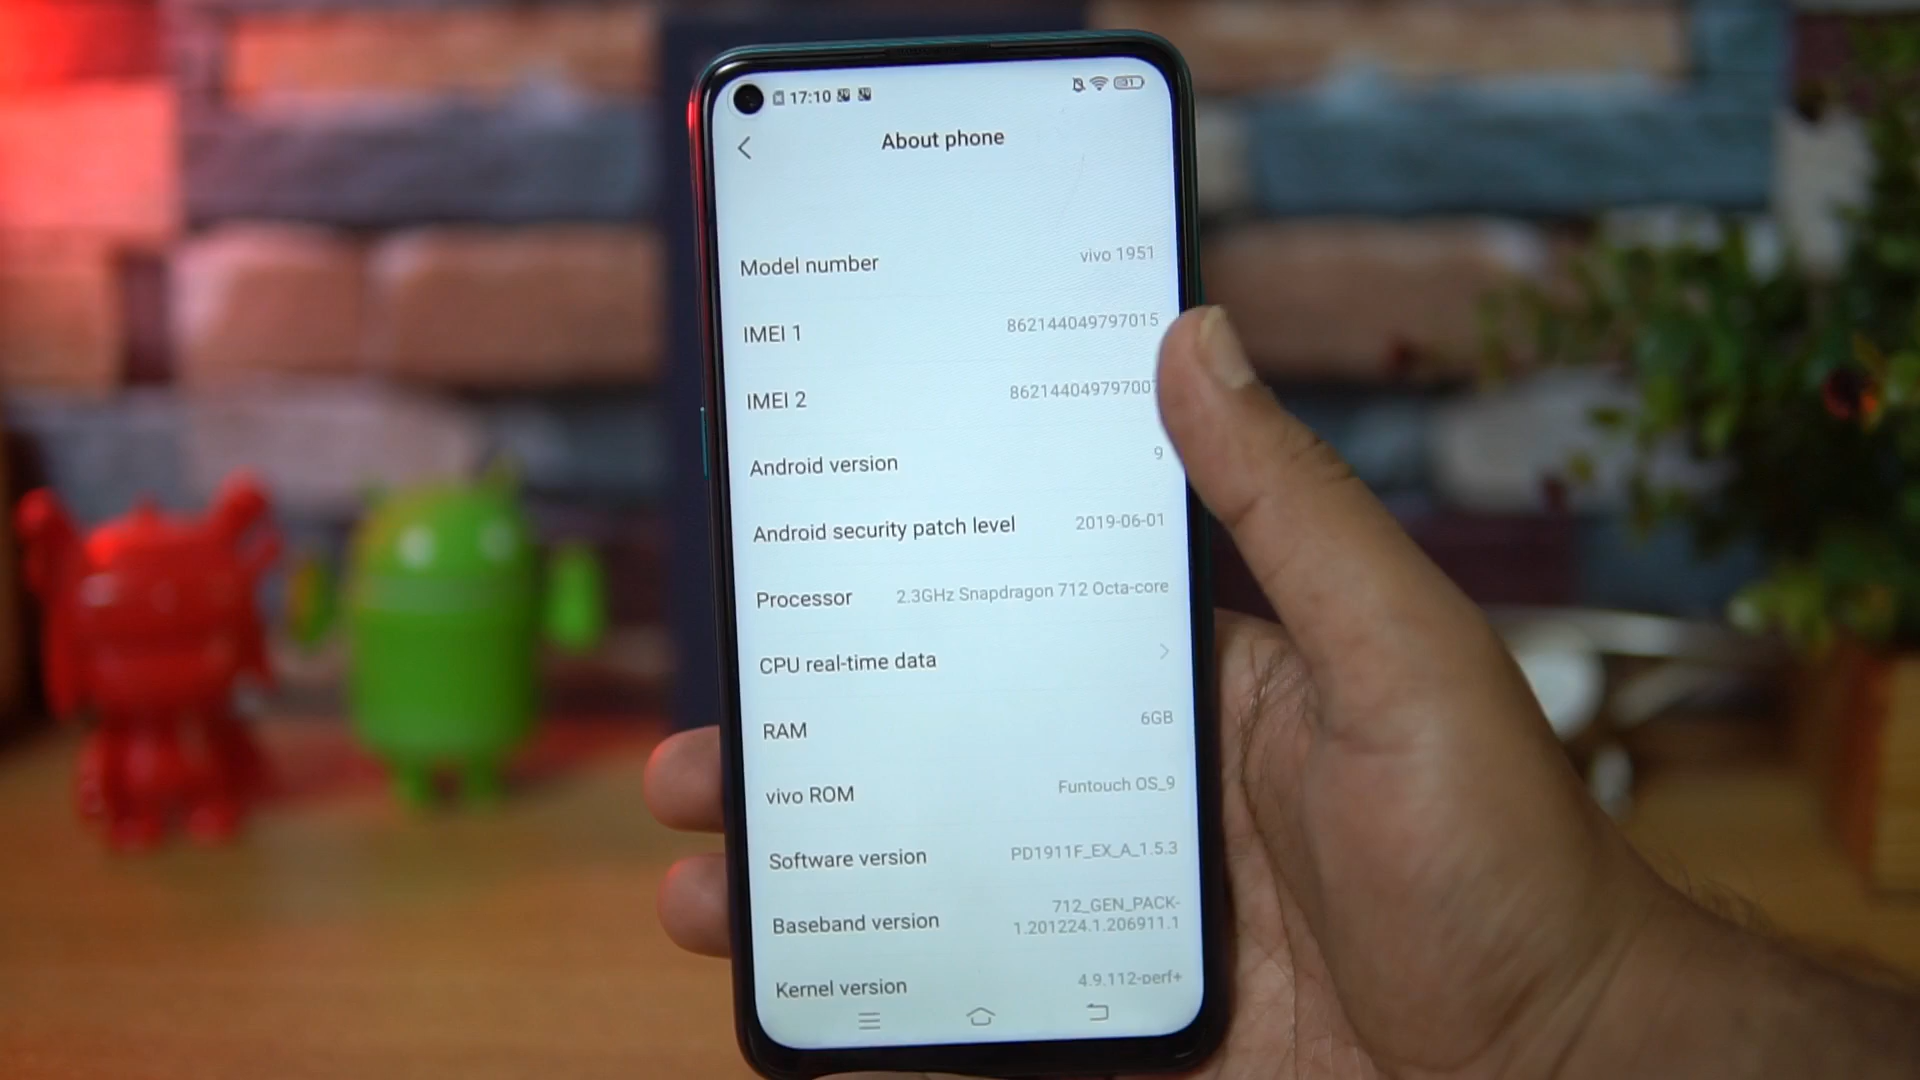 17:10 31
About phone
Model number vivo 1951
IMEI 1 862144049797015
IMEI 2 862144049797007
Android version 9
Android security patch level 2019-06-01
Processor 2.3GHz Snapdragon 712 Octa-core
CPU real-time data
RAM 6GB
vivo ROM Funtouch OS_9
Software version PD1911F_EX_A_1.5.3
Baseband version 712_GEN_PACK-
1.201224.1.206911.1
Kernel version 4.9.112-perf+